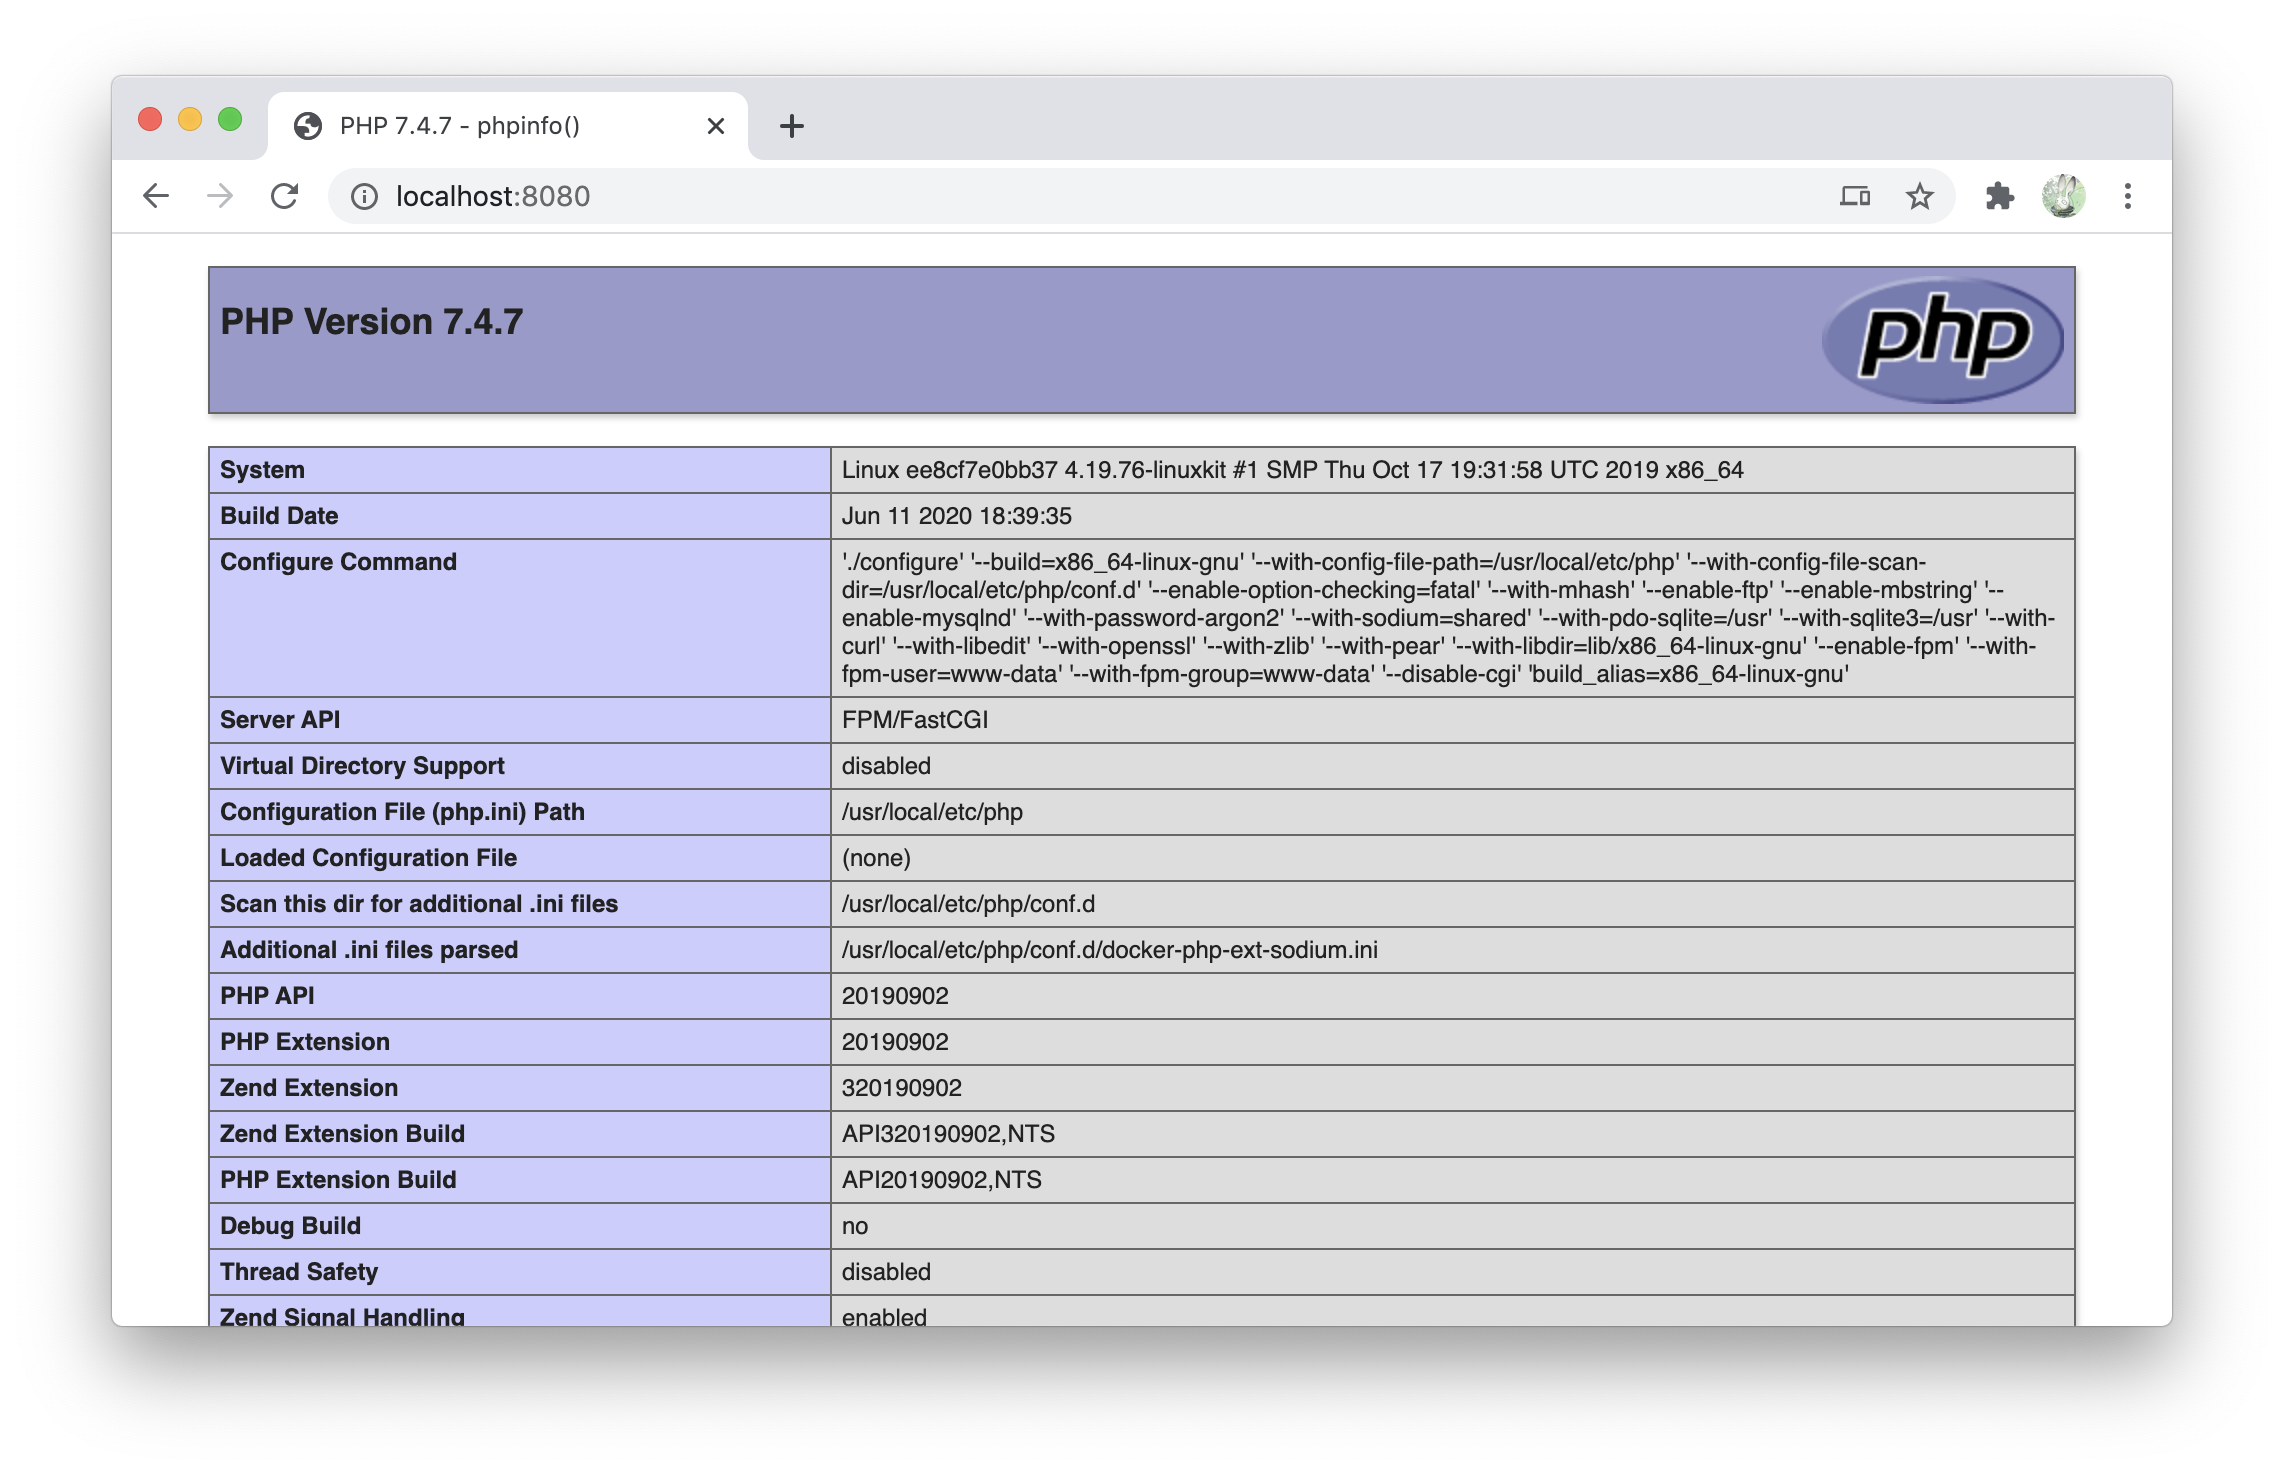 PHP 7.4.7 - phpinfo()
localhost:8080
PHP Version 7.4.7
php
System Linux ee8cf7e0bb37 4.19.76-linuxkit #1 SMP Thu Oct 17 19:31:58 UTC 2019 x86_64
Build Date Jun 11 2020 18:39:35
Configure Command './configure' '--build=x86_64-linux-gnu' '--with-config-file-path=/usr/local/etc/php' '--with-config-file-scan-
dir=/usr/local/etc/php/conf.d' '--enable-option-checking=fatal' '--with-mhash' '--enable-ftp' '--enable-mbstring' '--
enable-mysqlnd' '--with-password-argon2' '--with-sodium=shared' '--with-pdo-sqlite=/usr' '--with-sqlite3=/usr' '--with-
curl' '--with-libedit' '--with-openssl' '--with-zlib' '--with-pear' '--with-libdir=lib/x86_64-linux-gnu' '--enable-fpm' '--with-
fpm-user=www-data' '--with-fpm-group=www-data' '--disable-cgi' 'build_alias=x86_64-linux-gnu'
Server API FPM/FastCGI
Virtual Directory Support disabled
Configuration File (php.ini) Path /usr/local/etc/php
Loaded Configuration File (none)
Scan this dir for additional .ini files /usr/local/etc/php/conf.d
Additional .ini files parsed /usr/local/etc/php/conf.d/docker-php-ext-sodium.ini
PHP API 20190902
PHP Extension 20190902
Zend Extension 320190902
Zend Extension Build API320190902,NTS
PHP Extension Build API20190902,NTS
Debug Build no
Thread Safety disabled
Zend Signal Handling enabled